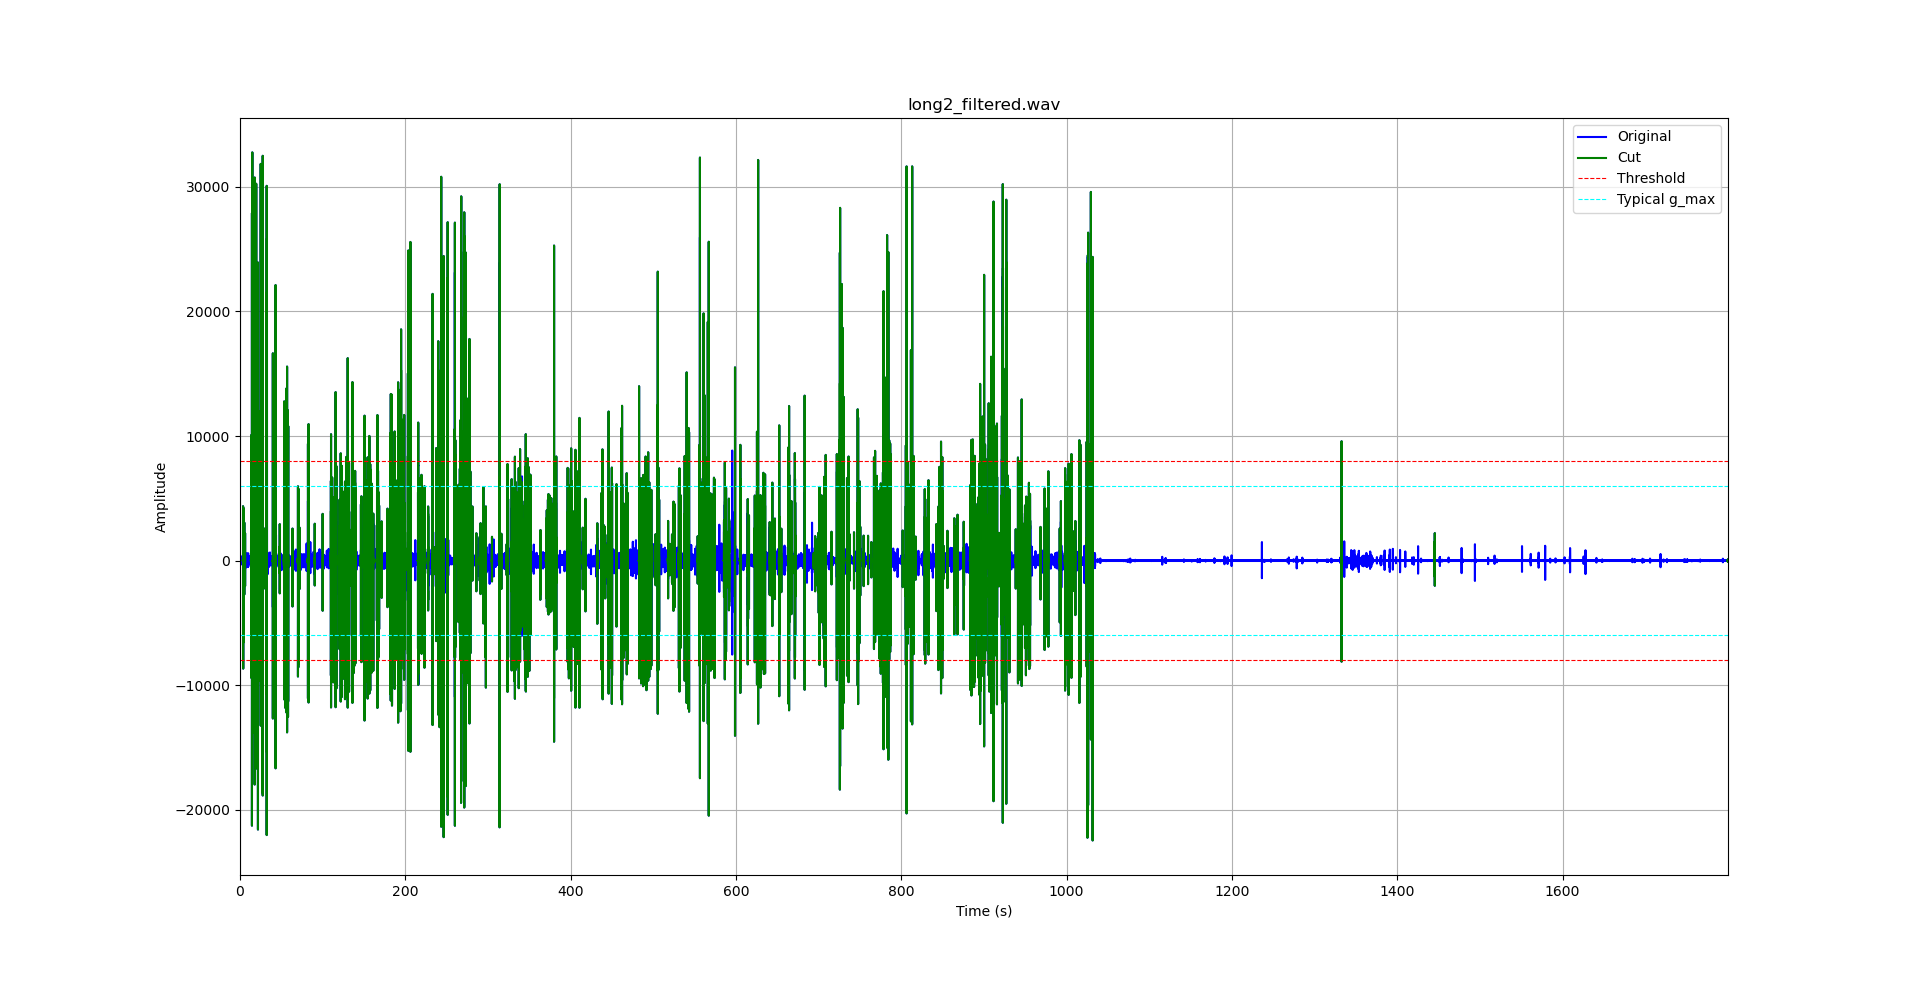 long2_filtered.wav
Original
Cut
Threshold
Typical g_max
30000
20000
10000
0
−10000
−20000
Amplitude
0 200 400 600 800 1000 1200 1400 1600
Time (s)